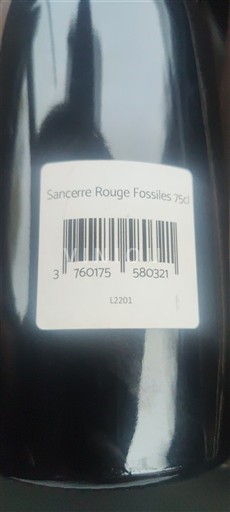 Sancerre Rouge Fossiles 75cl
3 760175 580321
L2201